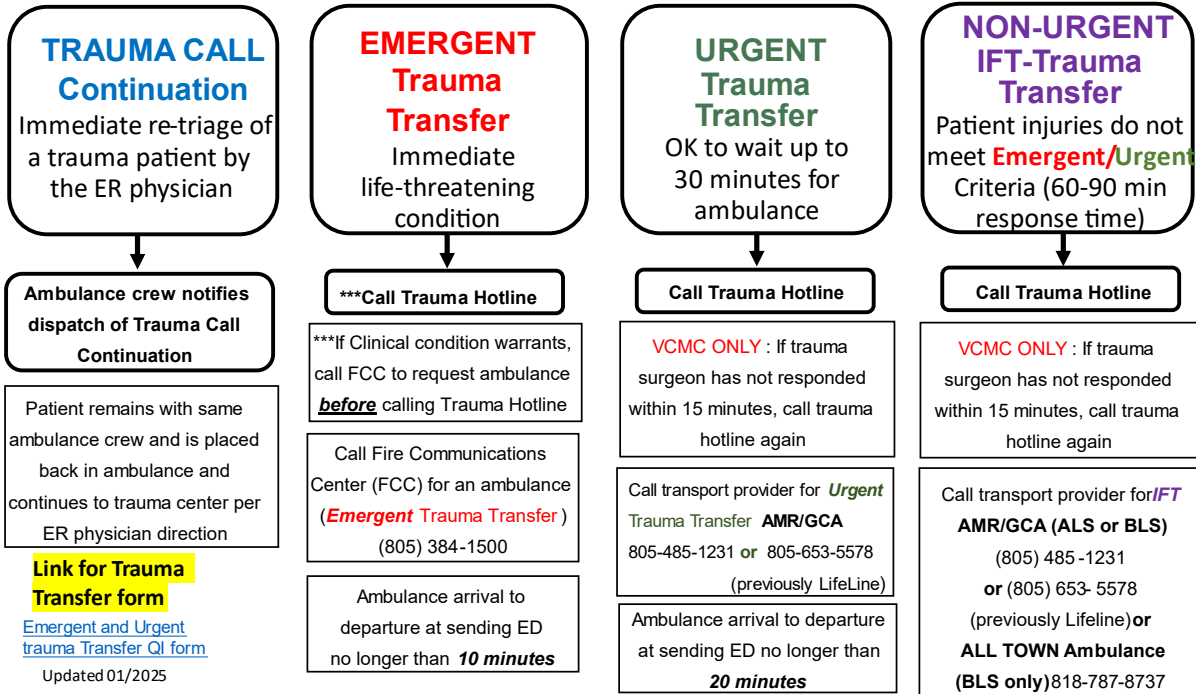 TRAUMA CALL
Continuation
Immediate re-triage of
a trauma patient by
the ER physician
Ambulance crew notifies
dispatch of Trauma Call
Continuation
Patient remains with same
ambulance crew and is placed
back in ambulance and
continues to trauma center per
ER physician direction
Link for Trauma
Transfer form
Emergent and Urgent
trauma Transfer QI form
Updated 01/2025
EMERGENT
Trauma
Transfer
Immediate
life-threatening
condition
***Call Trauma Hotline
***If Clinical condition warrants,
call FCC to request ambulance
before calling Trauma Hotline
Call Fire Communications
Center (FCC) for an ambulance
(Emergent Trauma Transfer)
(805) 384-1500
Ambulance arrival to
departure at sending ED
no longer than 10 minutes
URGENT
Trauma
Transfer
OK to wait up to
30 minutes for
ambulance
Call Trauma Hotline
VCMC ONLY : If trauma
surgeon has not responded
within 15 minutes, call trauma
hotline again
Call transport provider for Urgent
Trauma Transfer AMR/GCA
805-485-1231 or 805-653-5578
(previously LifeLine)
Ambulance arrival to departure
at sending ED no longer than
20 minutes
NON-URGENT
IFT-Trauma
Transfer
Patient injuries do not
meet Emergent/Urgent
Criteria (60-90 min
response time)
Call Trauma Hotline
VCMC ONLY : If trauma
surgeon has not responded
within 15 minutes, call trauma
hotline again
Call transport provider for IFT
AMR/GCA (ALS or BLS)
(805) 485-1231
or (805) 653-5578
(previously Lifeline) or
ALL TOWN Ambulance
(BLS only) 818-787-8737